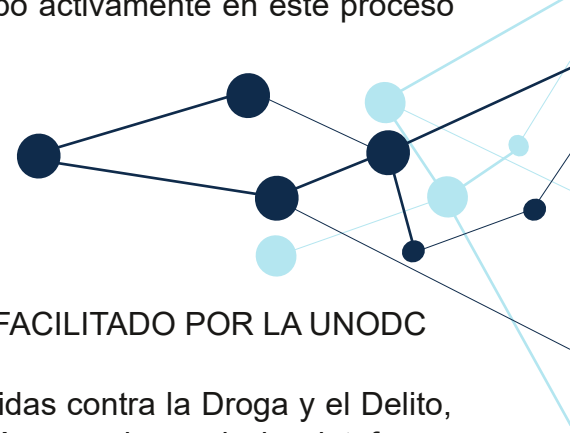 activamente en este proceso
FACILITADO POR LA UNODC
idas contra la Droga y el Delito,